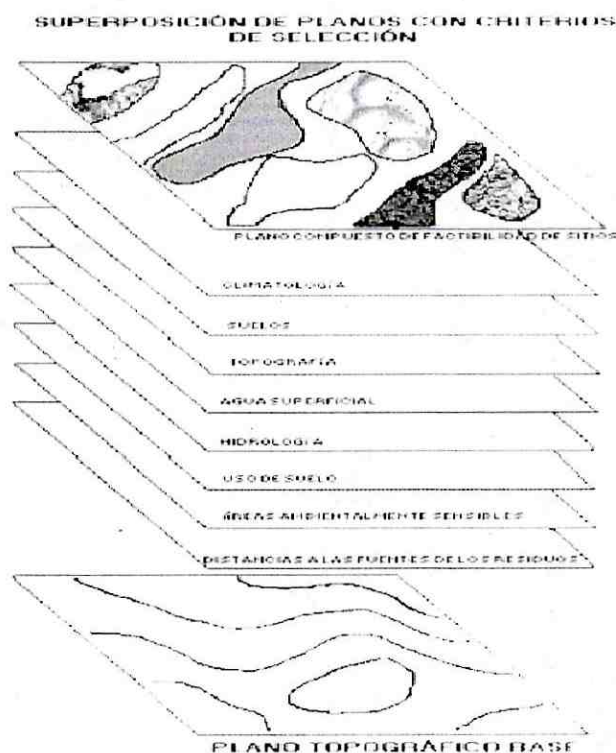 SUPERPOSICIÓN DE PLANOS CON CRITERIOS
DE SELECCIÓN
PLANO COMPUESTO DE FACTIBILIDAD DE SITIOS
CLIMATOLOGÍA
SUELOS
TOPOGRAFÍA
AGUA SUPERFICIAL
HIDROLOGÍA
USO DE SUELO
ÁREAS AMBIENTALMENTE SENSIBLES
DISTANCIAS A LAS FUENTES DE LOS RESIDUOS
PLANO TOPOGRÁFICO BASE